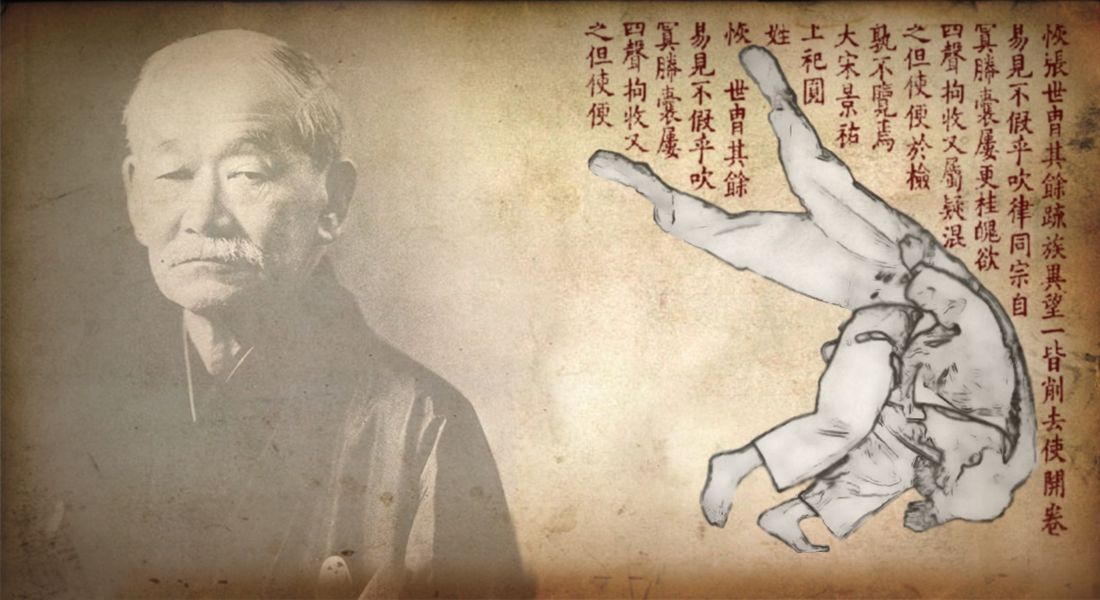 恢張世冑其餘踈族異望一皆削去使開卷
易見不假乎吹律同宗自
寘勝囊屢更桂魄欲
四聲拘收又屬疑混
之但使便於檢
孰不覽焉
大宋景祐
上祀圓
姓
恢 世冑其餘
易見不假乎吹
寘勝囊屢
四聲拘收又
之但使便